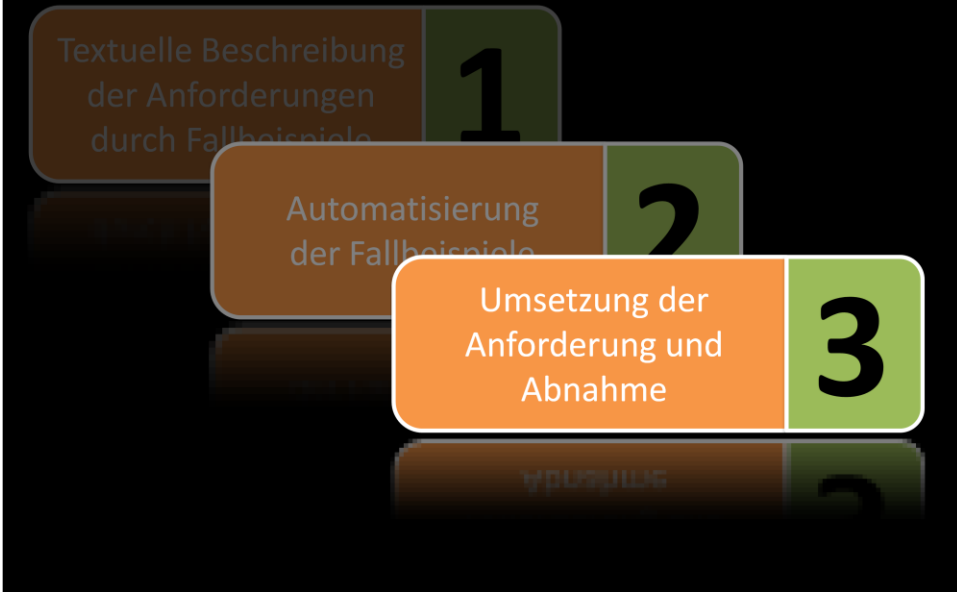 Textuelle Beschreibung
der Anforderungen
durch Fallbeispiele
1
Automatisierung
der Fallbeispiele
2
Umsetzung der
Anforderung und
Abnahme
3